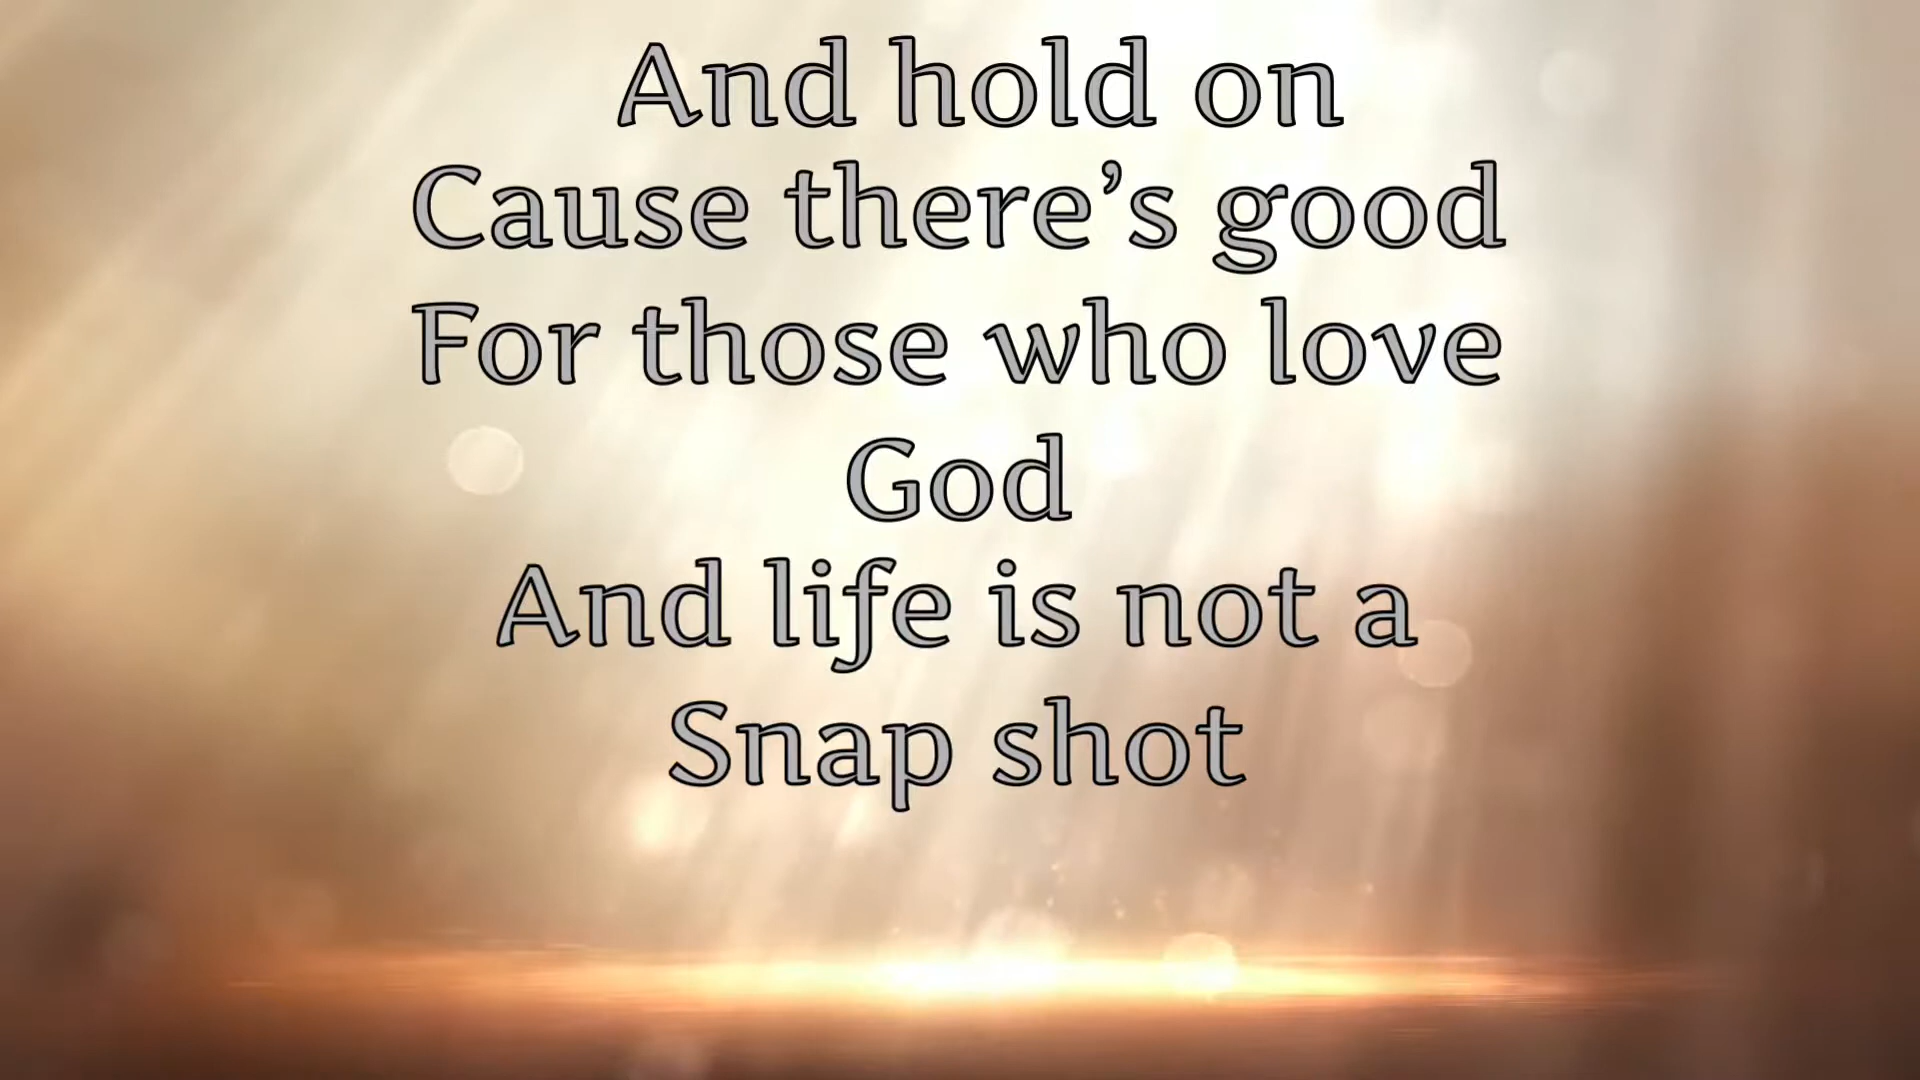 And hold on
Cause there’s good
For those who love
God
And life is not a
Snap shot